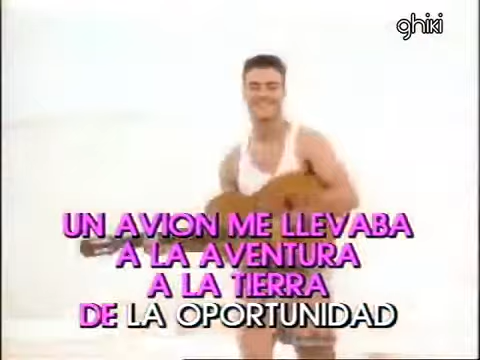 ghiki
UN AVION ME LLEVABA
A LA AVENTURA
A LA TIERRA
DE LA OPORTUNIDAD